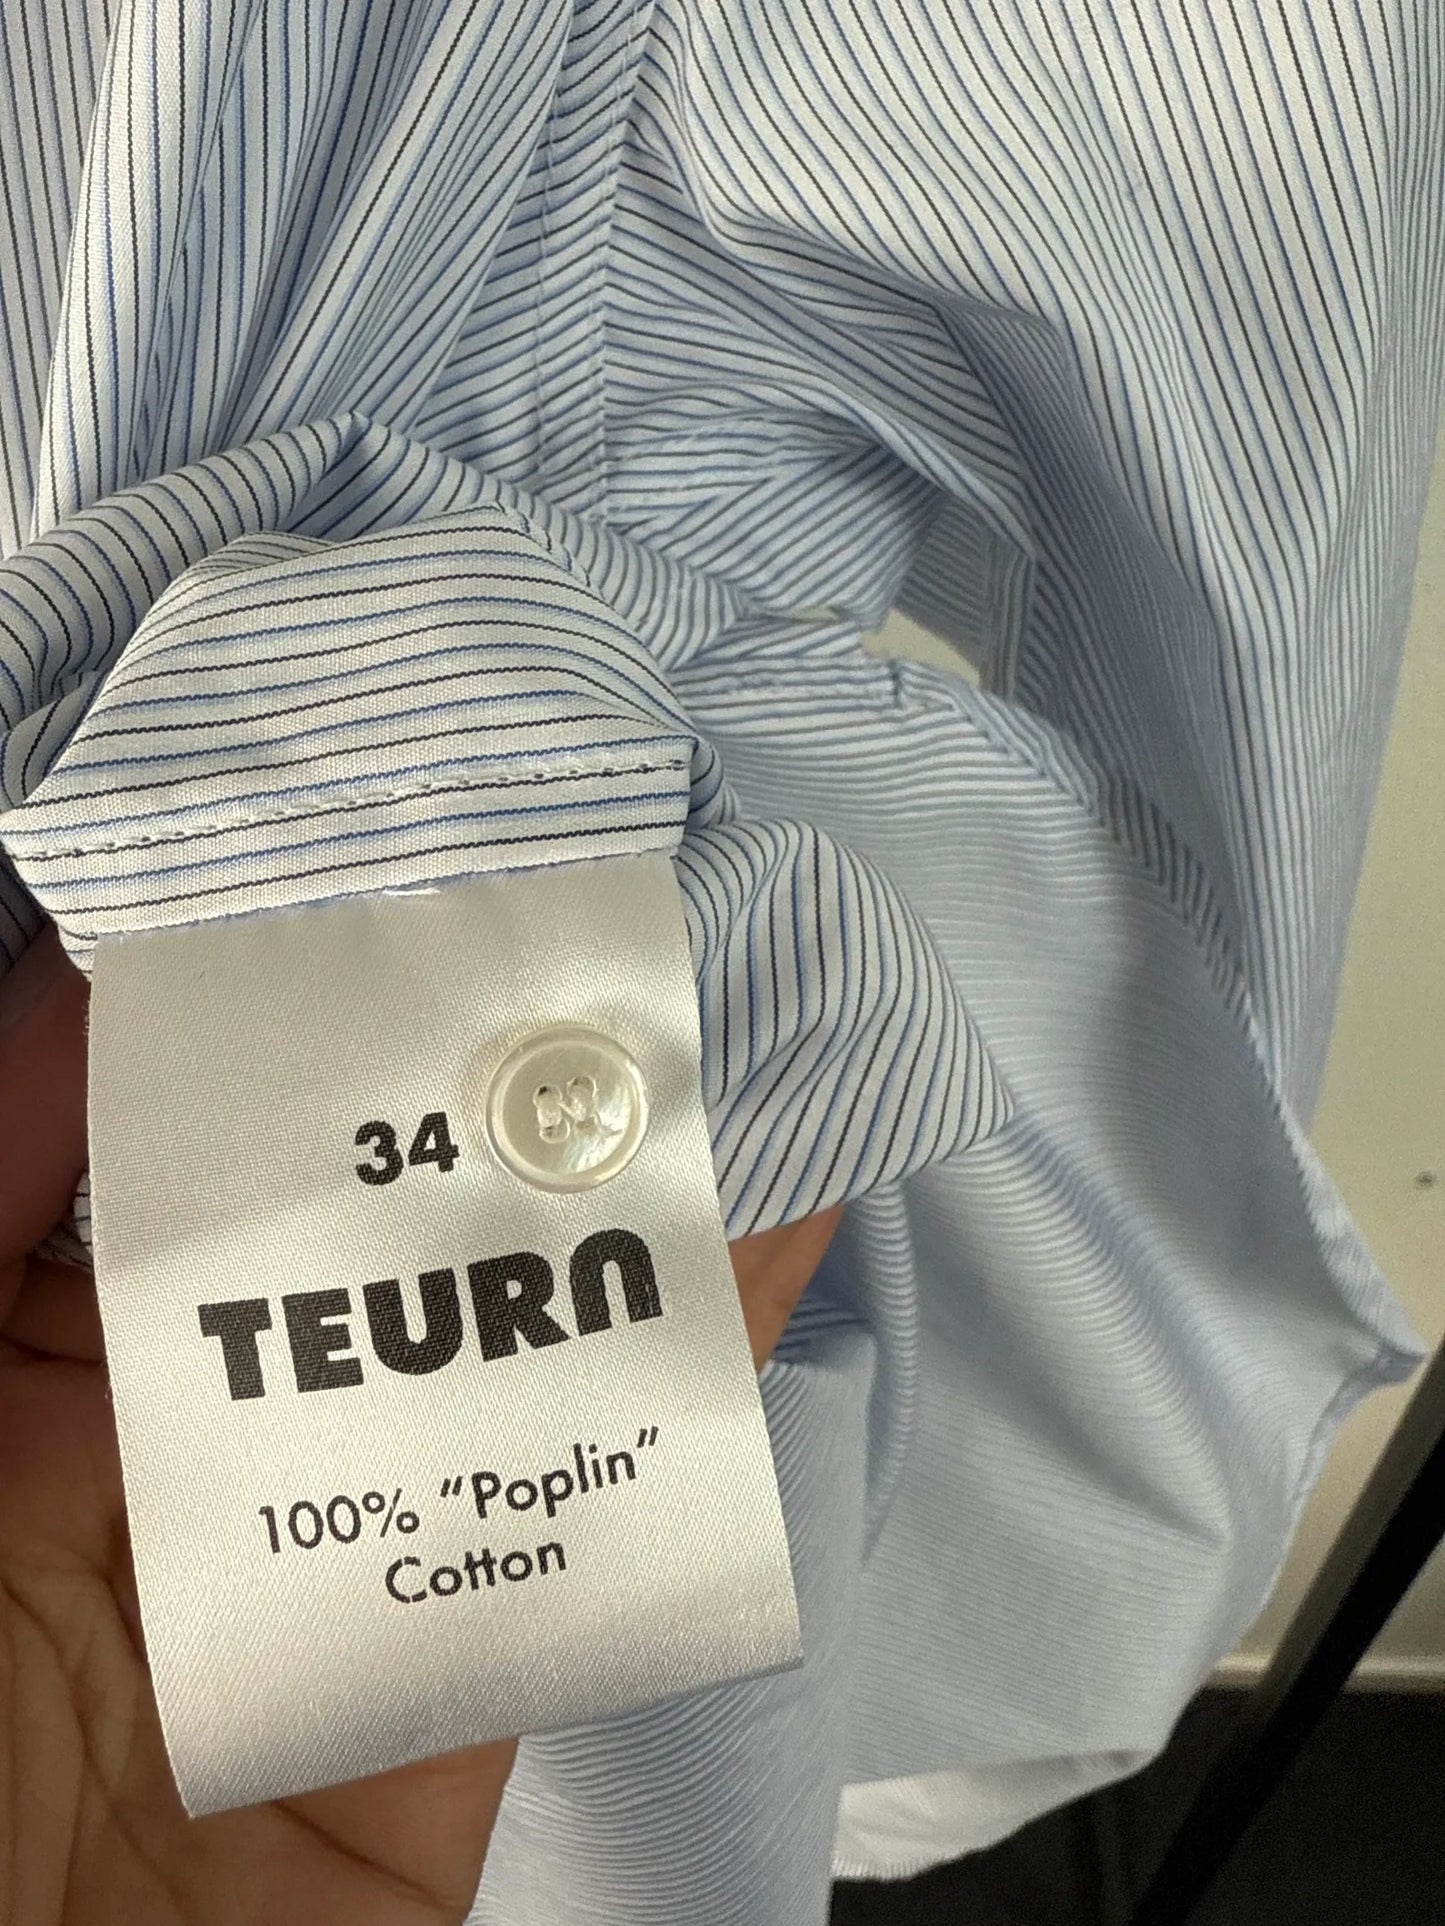 34
TEURN
100% "Poplin"
Cotton